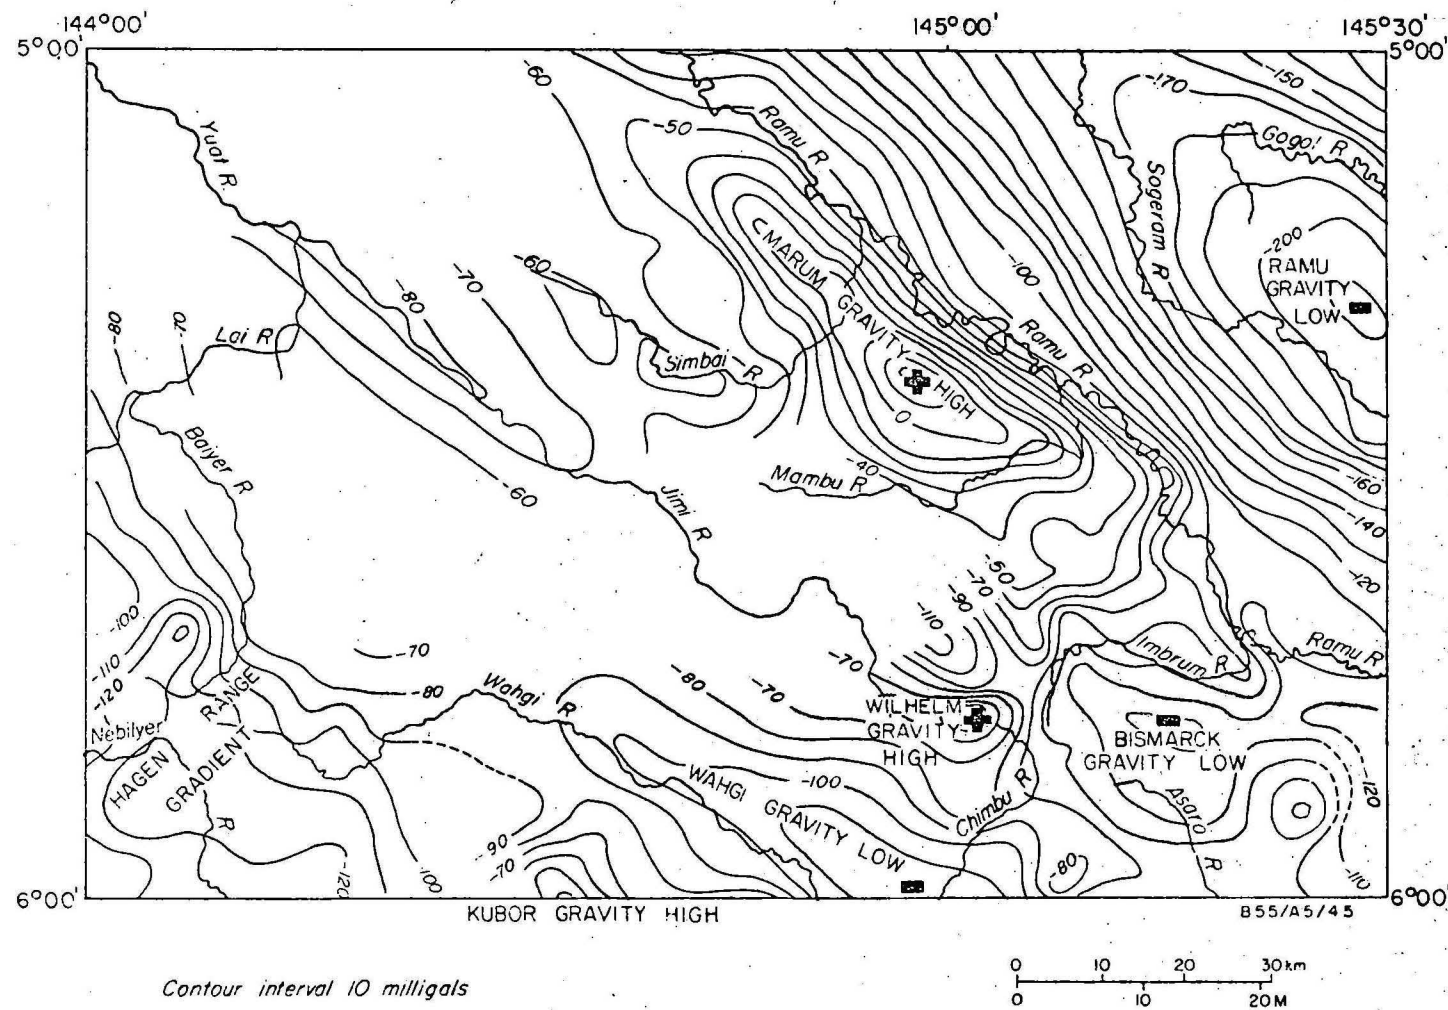 144°00'
145°00'
145°30'
5°00'
5°00'
-60
-150
-170
-50
Ramu R
Gogol R
Yuat R.
Sogeram R
-200
RAMU
GRAVITY
LOW
-100
MARUM GRAVITY HIGH
-60
-70
-80
-80
-70
Lai R
Simbai R
Ramu R
0
Baiyer R
-60
Jimi R
Mambu R
-40
-160
-140
-120
-50
-70
-90
-110
-100
-110
-120
-70
-80
Imbrum R
Ramu R
-70
-80
-70
Wahgi R
WILHELM
GRAVITY
HIGH
BISMARCK
GRAVITY LOW
Nebilyer
R
HAGEN RANGE
GRADIENT
WAHGI GRAVITY LOW
-100
Chimbu R
Asaro R
-120
-90
-70
-80
-110
-120
-100
6°00'
6°00'
KUBOR GRAVITY HIGH
B55/A5/45
Contour interval 10 milligals
0 10 20 30 km
0 10 20 M